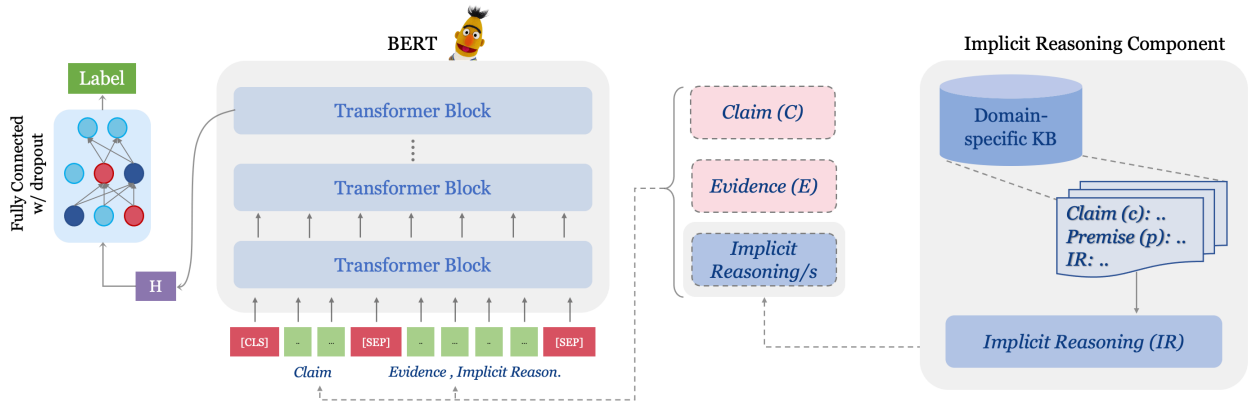 BERT
Implicit Reasoning Component
Label
Fully Connected
w/ dropout
H
Transformer Block
Transformer Block
Transformer Block
[CLS]
..
...
[SEP]
..
...
..
..
[SEP]
Claim
Evidence , Implicit Reason.
Claim (C)
Evidence (E)
Implicit
Reasoning/s
Domain-
specific KB
Claim (c): ..
Premise (p): ..
IR: ..
Implicit Reasoning (IR)